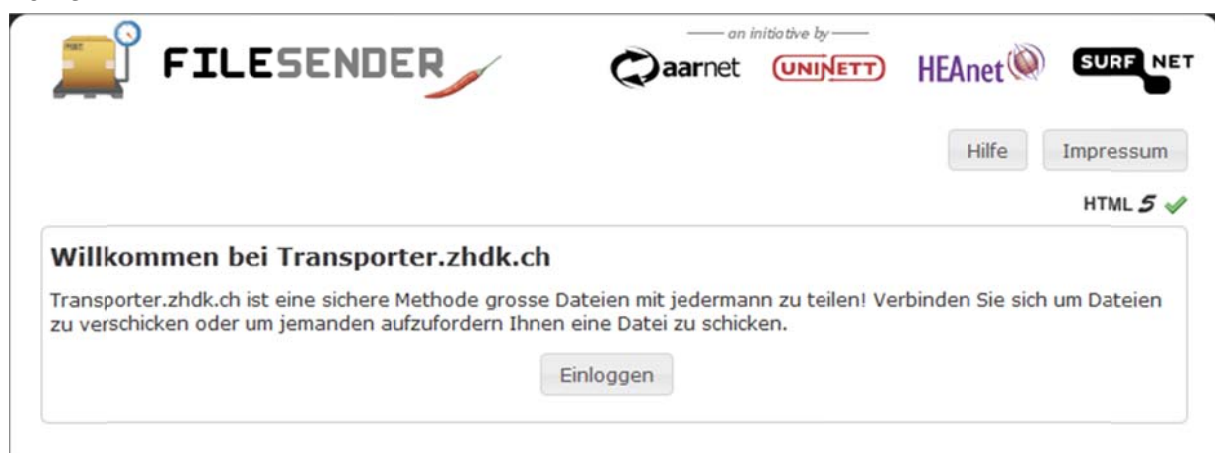 an initiative by
FILESENDER
aarnet
UNINETT
HEAnet
SURF NET
Hilfe
Impressum
HTML 5
Willkommen bei Transporter.zhdk.ch
Transporter.zhdk.ch ist eine sichere Methode grosse Dateien mit jedermann zu teilen! Verbinden Sie sich um Dateien
zu verschicken oder um jemanden aufzufordern Ihnen eine Datei zu schicken.
Einloggen